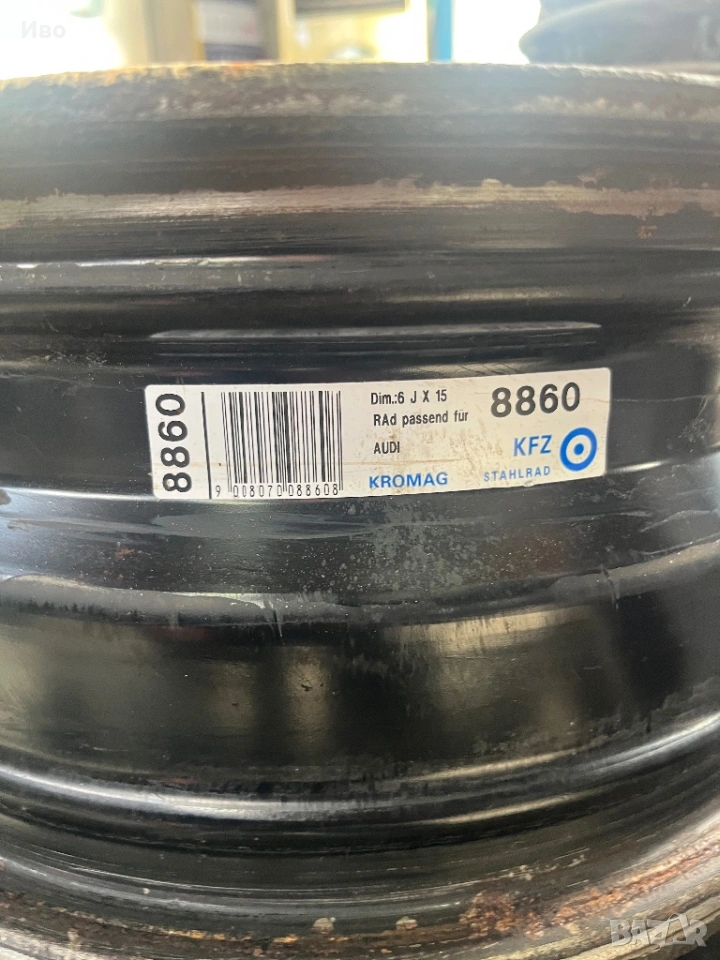 Иво
8860
9 008070 088608
Dim.:6 J X 15
RAd passend für
AUDI
KROMAG
8860
KFZ
STAHLRAD
BAZAR